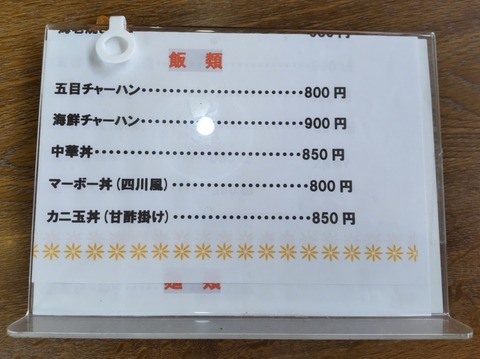 飯 類
五目チャーハン・・・・・・・・・・・・・・・・・・・・・・・800円
海鮮チャーハン・・・・・・・・・・・・・・・・・・・・・・・900円
中華丼・・・・・・・・・・・・・・・・・・・・・・・・・・・・・850円
マーボー丼(四川風)・・・・・・・・・・・・・・・・・・800円
カニ玉丼(甘酢掛け)・・・・・・・・・・・・・・・・・・850円
麺 類